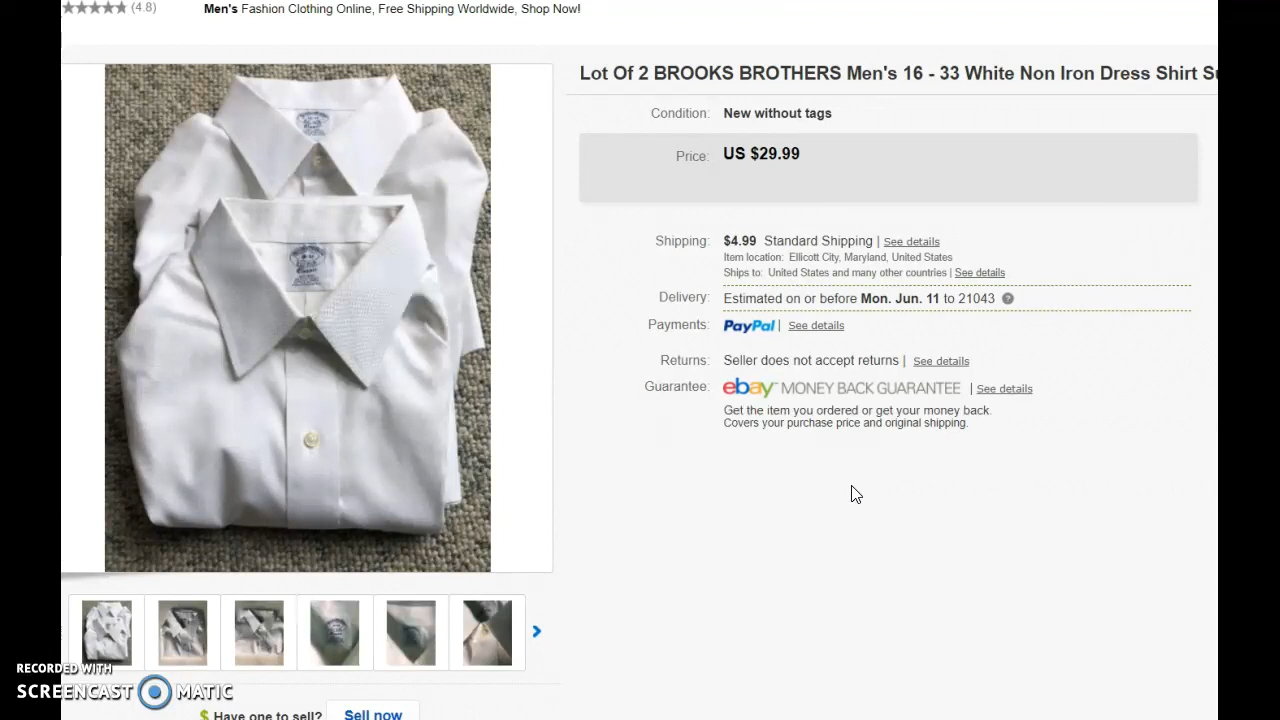 (4.8)
Men's Fashion Clothing Online, Free Shipping Worldwide, Shop Now!
Lot Of 2 BROOKS BROTHERS Men's 16 - 33 White Non Iron Dress Shirt
Condition: New without tags
Price: US $29.99
Shipping: $4.99 Standard Shipping | See details
Item location: Ellicott City, Maryland, United States
Ships to: United States and many other countries | See details
Delivery: Estimated on or before Mon. Jun. 11 to 21043 ?
Payments: PayPal | See details
Returns: Seller does not accept returns | See details
Guarantee: ebay MONEY BACK GUARANTEE | See details
Get the item you ordered or get your money back.
Covers your purchase price and original shipping.
RECORDED WITH
SCREENCAST MATIC
$ Have one to sell? Sell now